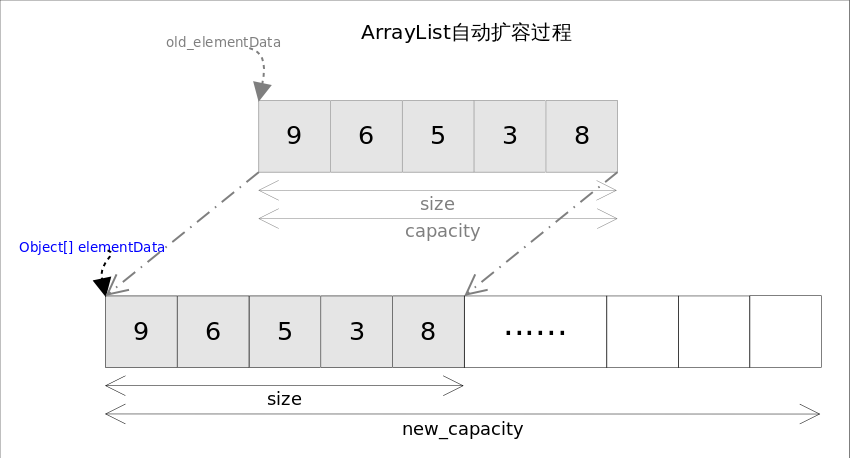 ArrayList自动扩容过程
old_elementData
9 6 5 3 8
size
capacity
Object[] elementData
9 6 5 3 8 ······
size
new_capacity